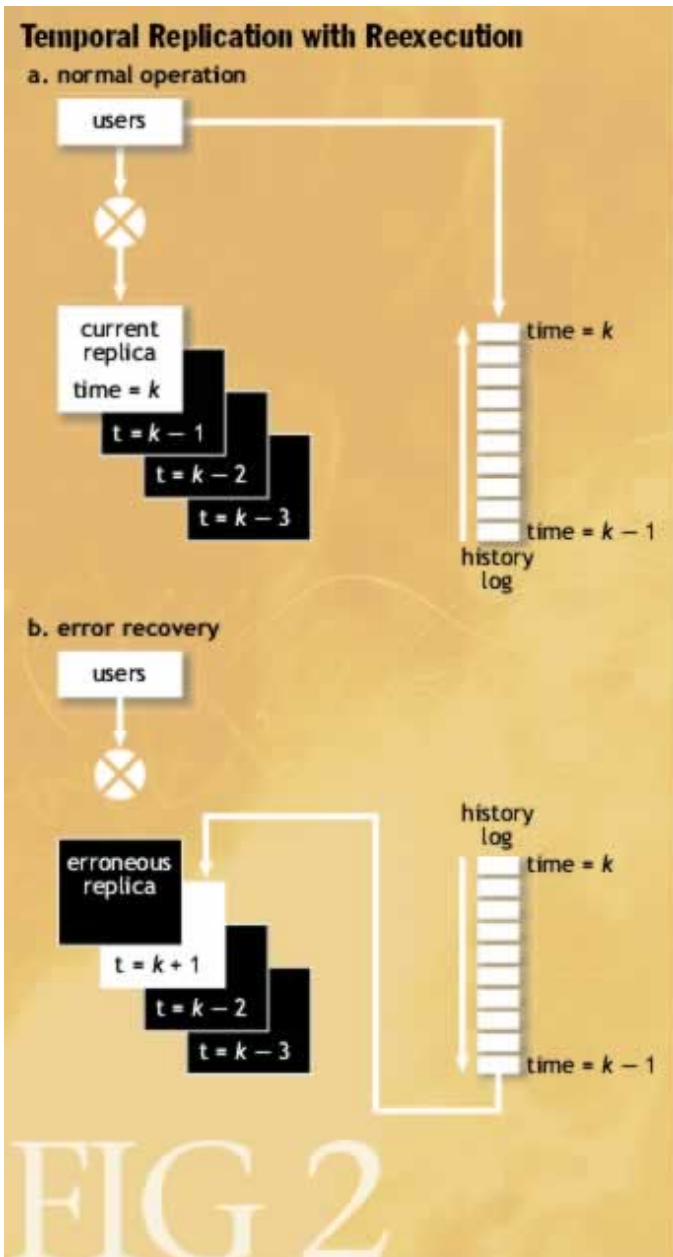 Temporal Replication with Reexecution
a. normal operation
users
current
replica
time = k
t = k – 1
t = k – 2
t = k – 3
time = k
time = k – 1
history
log
b. error recovery
users
erroneous
replica
t = k + 1
t = k – 2
t = k – 3
history
log
time = k
time = k – 1
FIG 2